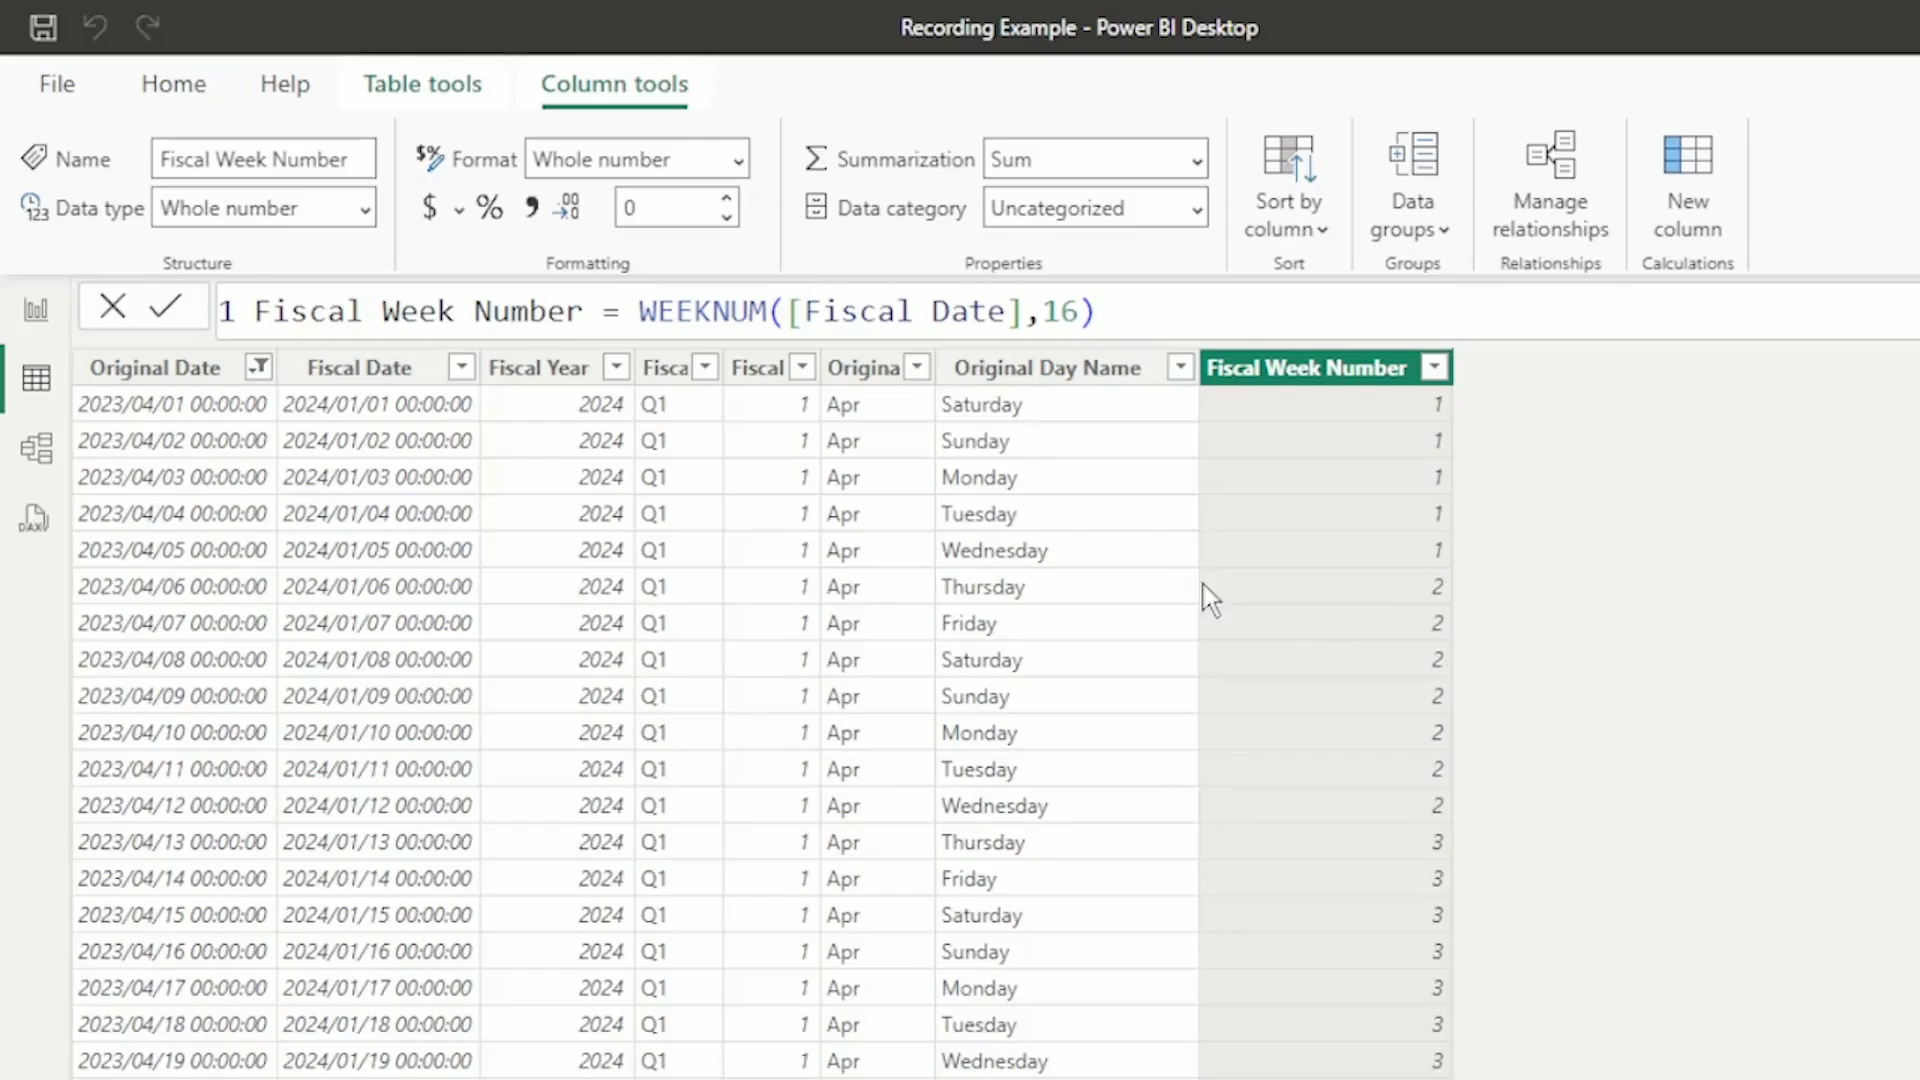 Recording Example - Power BI Desktop
File Home Help Table tools Column tools
Name Fiscal Week Number $% Format Whole number Summarization Sum
Data type Whole number $ % 0 Data category Uncategorized
Sort by column Data groups Manage relationships New column
Structure Formatting Properties Sort Groups Relationships Calculations
1 Fiscal Week Number = WEEKNUM([Fiscal Date],16)
Original Date Fiscal Date Fiscal Year Fisca Fiscal Origina Original Day Name Fiscal Week Number
2023/04/01 00:00:00 2024/01/01 00:00:00 2024 Q1 1 Apr Saturday 1
2023/04/02 00:00:00 2024/01/02 00:00:00 2024 Q1 1 Apr Sunday 1
2023/04/03 00:00:00 2024/01/03 00:00:00 2024 Q1 1 Apr Monday 1
2023/04/04 00:00:00 2024/01/04 00:00:00 2024 Q1 1 Apr Tuesday 1
2023/04/05 00:00:00 2024/01/05 00:00:00 2024 Q1 1 Apr Wednesday 1
2023/04/06 00:00:00 2024/01/06 00:00:00 2024 Q1 1 Apr Thursday 2
2023/04/07 00:00:00 2024/01/07 00:00:00 2024 Q1 1 Apr Friday 2
2023/04/08 00:00:00 2024/01/08 00:00:00 2024 Q1 1 Apr Saturday 2
2023/04/09 00:00:00 2024/01/09 00:00:00 2024 Q1 1 Apr Sunday 2
2023/04/10 00:00:00 2024/01/10 00:00:00 2024 Q1 1 Apr Monday 2
2023/04/11 00:00:00 2024/01/11 00:00:00 2024 Q1 1 Apr Tuesday 2
2023/04/12 00:00:00 2024/01/12 00:00:00 2024 Q1 1 Apr Wednesday 2
2023/04/13 00:00:00 2024/01/13 00:00:00 2024 Q1 1 Apr Thursday 3
2023/04/14 00:00:00 2024/01/14 00:00:00 2024 Q1 1 Apr Friday 3
2023/04/15 00:00:00 2024/01/15 00:00:00 2024 Q1 1 Apr Saturday 3
2023/04/16 00:00:00 2024/01/16 00:00:00 2024 Q1 1 Apr Sunday 3
2023/04/17 00:00:00 2024/01/17 00:00:00 2024 Q1 1 Apr Monday 3
2023/04/18 00:00:00 2024/01/18 00:00:00 2024 Q1 1 Apr Tuesday 3
2023/04/19 00:00:00 2024/01/19 00:00:00 2024 Q1 1 Apr Wednesday 3
DAX